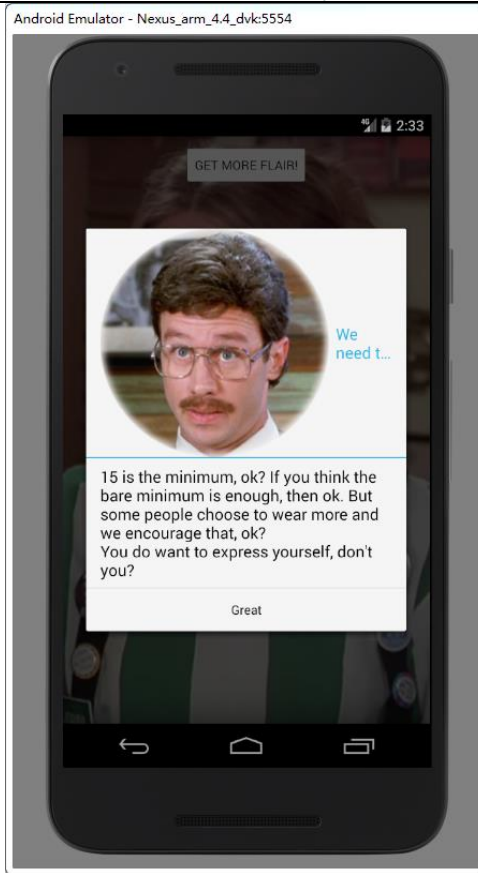 Android Emulator - Nexus_arm_4.4_dvk:5554
4G 2:33
GET MORE FLAIR!
We
need t...
15 is the minimum, ok? If you think the
bare minimum is enough, then ok. But
some people choose to wear more and
we encourage that, ok?
You do want to express yourself, don't
you?
Great